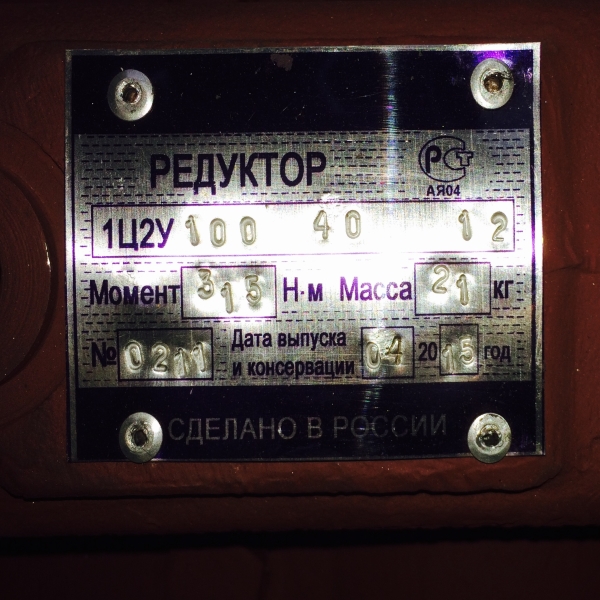 РЕДУКТОР
РСТ
АЯ04
1Ц2У 100 40 12
Момент 315 Н·м Масса 21 кг
№ 0211 Дата выпуска и консервации 04 2015 год
СДЕЛАНО В РОССИИ